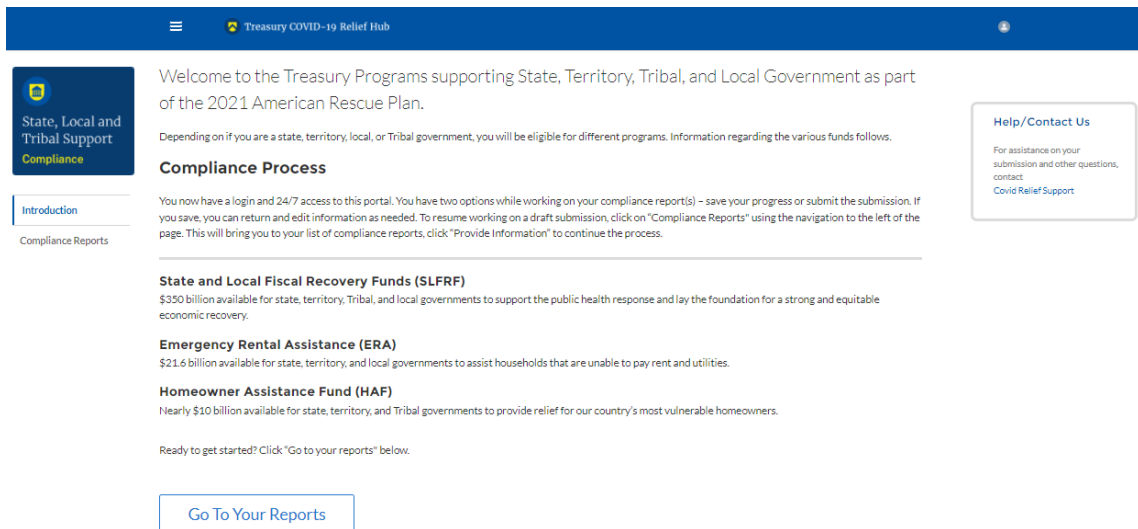 Treasury COVID-19 Relief Hub
State, Local and
Tribal Support
Compliance
Introduction
Compliance Reports
Welcome to the Treasury Programs supporting State, Territory, Tribal, and Local Government as part
of the 2021 American Rescue Plan.
Depending on if you are a state, territory, local, or Tribal government, you will be eligible for different programs. Information regarding the various funds follows.
Compliance Process
You now have a login and 24/7 access to this portal. You have two options while working on your compliance report(s) – save your progress or submit the submission. If
you save, you can return and edit information as needed. To resume working on a draft submission, click on "Compliance Reports" using the navigation to the left of the
page. This will bring you to your list of compliance reports, click "Provide Information" to continue the process.
State and Local Fiscal Recovery Funds (SLFRF)
$350 billion available for state, territory, Tribal, and local governments to support the public health response and lay the foundation for a strong and equitable
economic recovery.
Emergency Rental Assistance (ERA)
$21.6 billion available for state, territory, and local governments to assist households that are unable to pay rent and utilities.
Homeowner Assistance Fund (HAF)
Nearly $10 billion available for state, territory, and Tribal governments to provide relief for our country's most vulnerable homeowners.
Ready to get started? Click "Go to your reports" below.
Go To Your Reports
Help/Contact Us
For assistance on your
submission and other questions,
contact
Covid Relief Support